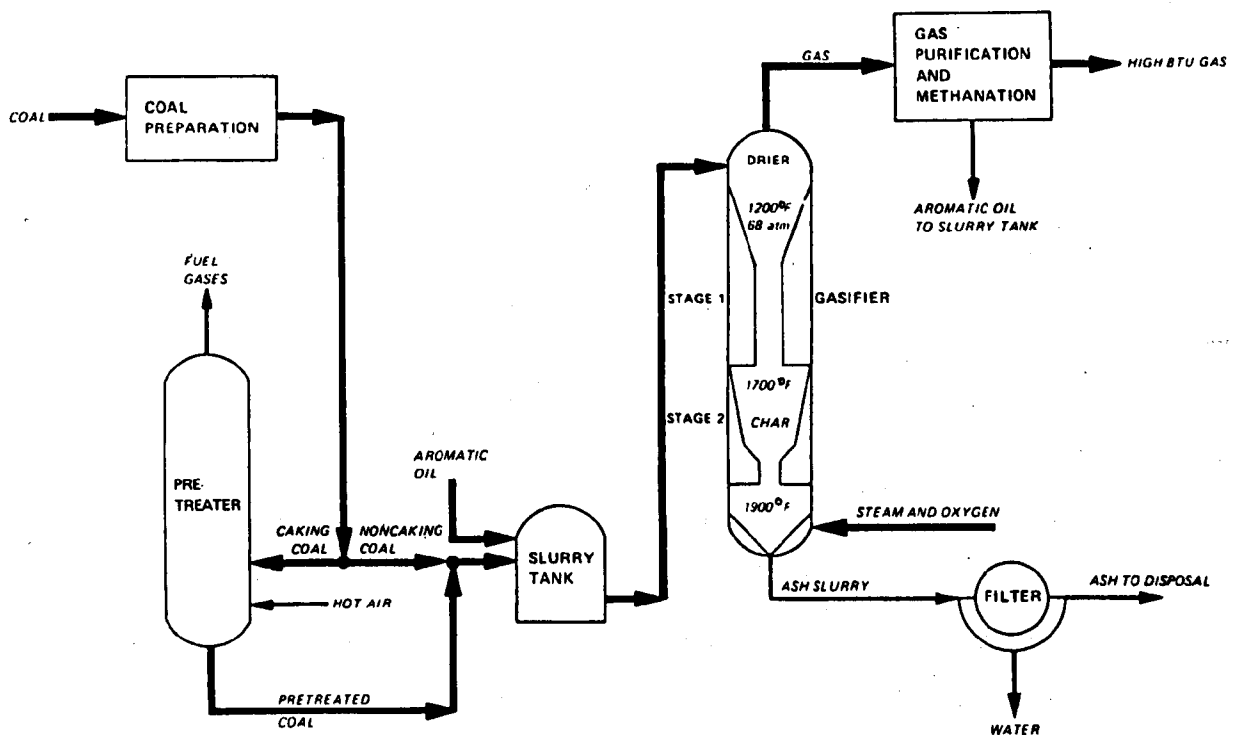 COAL
COAL
PREPARATION
GAS
GAS
PURIFICATION
AND
METHANATION
HIGH BTU GAS
AROMATIC OIL
TO SLURRY TANK
DRIER
1200°F
68 atm
STAGE 1
GASIFIER
1700°F
STAGE 2
CHAR
1900°F
STEAM AND OXYGEN
FUEL
GASES
PRE-
TREATER
CAKING
COAL
NONCAKING
COAL
HOT AIR
AROMATIC
OIL
SLURRY
TANK
PRETREATED
COAL
ASH SLURRY
FILTER
ASH TO DISPOSAL
WATER